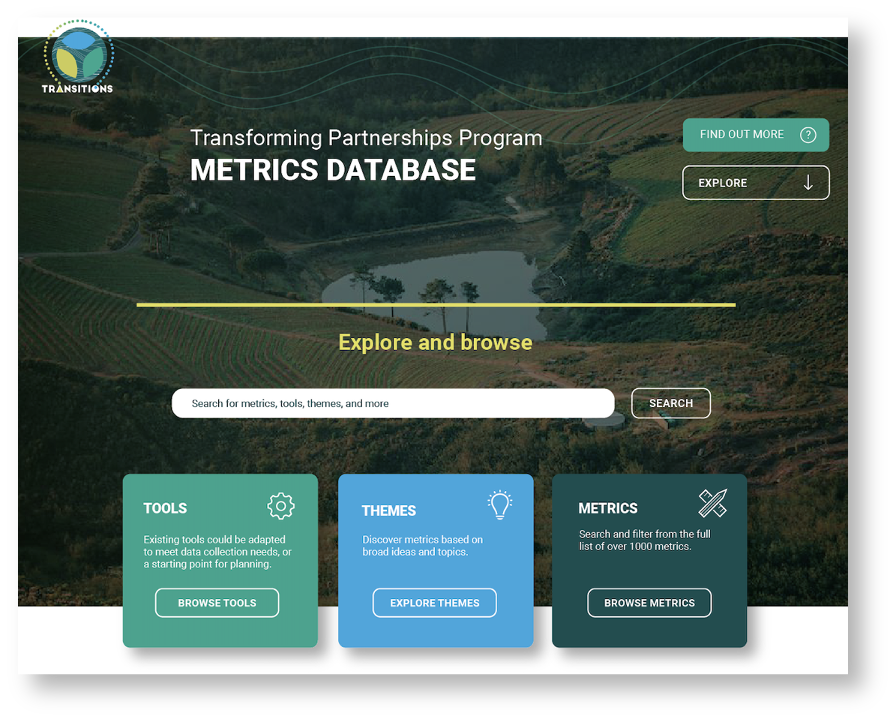 TRANSITIONS
Transforming Partnerships Program
METRICS DATABASE
FIND OUT MORE
EXPLORE
Explore and browse
Search for metrics, tools, themes, and more
SEARCH
TOOLS
Existing tools could be adapted
to meet data collection needs, or
a starting point for planning.
BROWSE TOOLS
THEMES
Discover metrics based on
broad ideas and topics.
EXPLORE THEMES
METRICS
Search and filter from the full
list of over 1000 metrics.
BROWSE METRICS